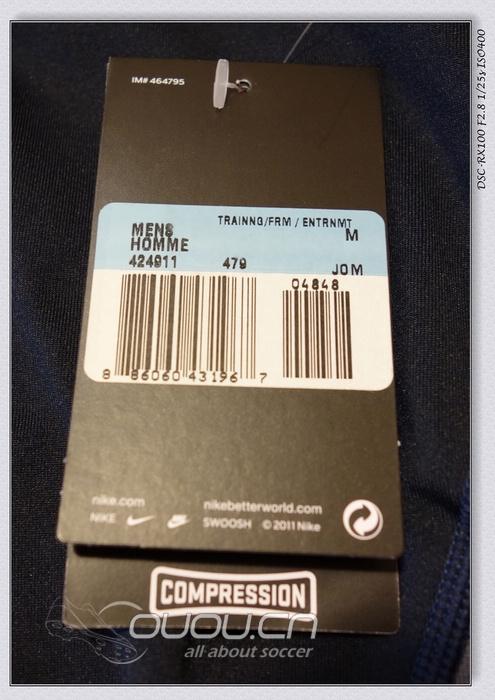 DSC-RX100 F2.8 1/25s ISO400
IM# 464795
TRAINNG/FRM / ENTRNMT
MENS M
HOMME
424911 479 JOM
04848
8 86060 43196 7
nike.com nikebetterworld.com
NIKE SWOOSH © 2011 Nike
COMPRESSION
OUOU.CN
all about soccer